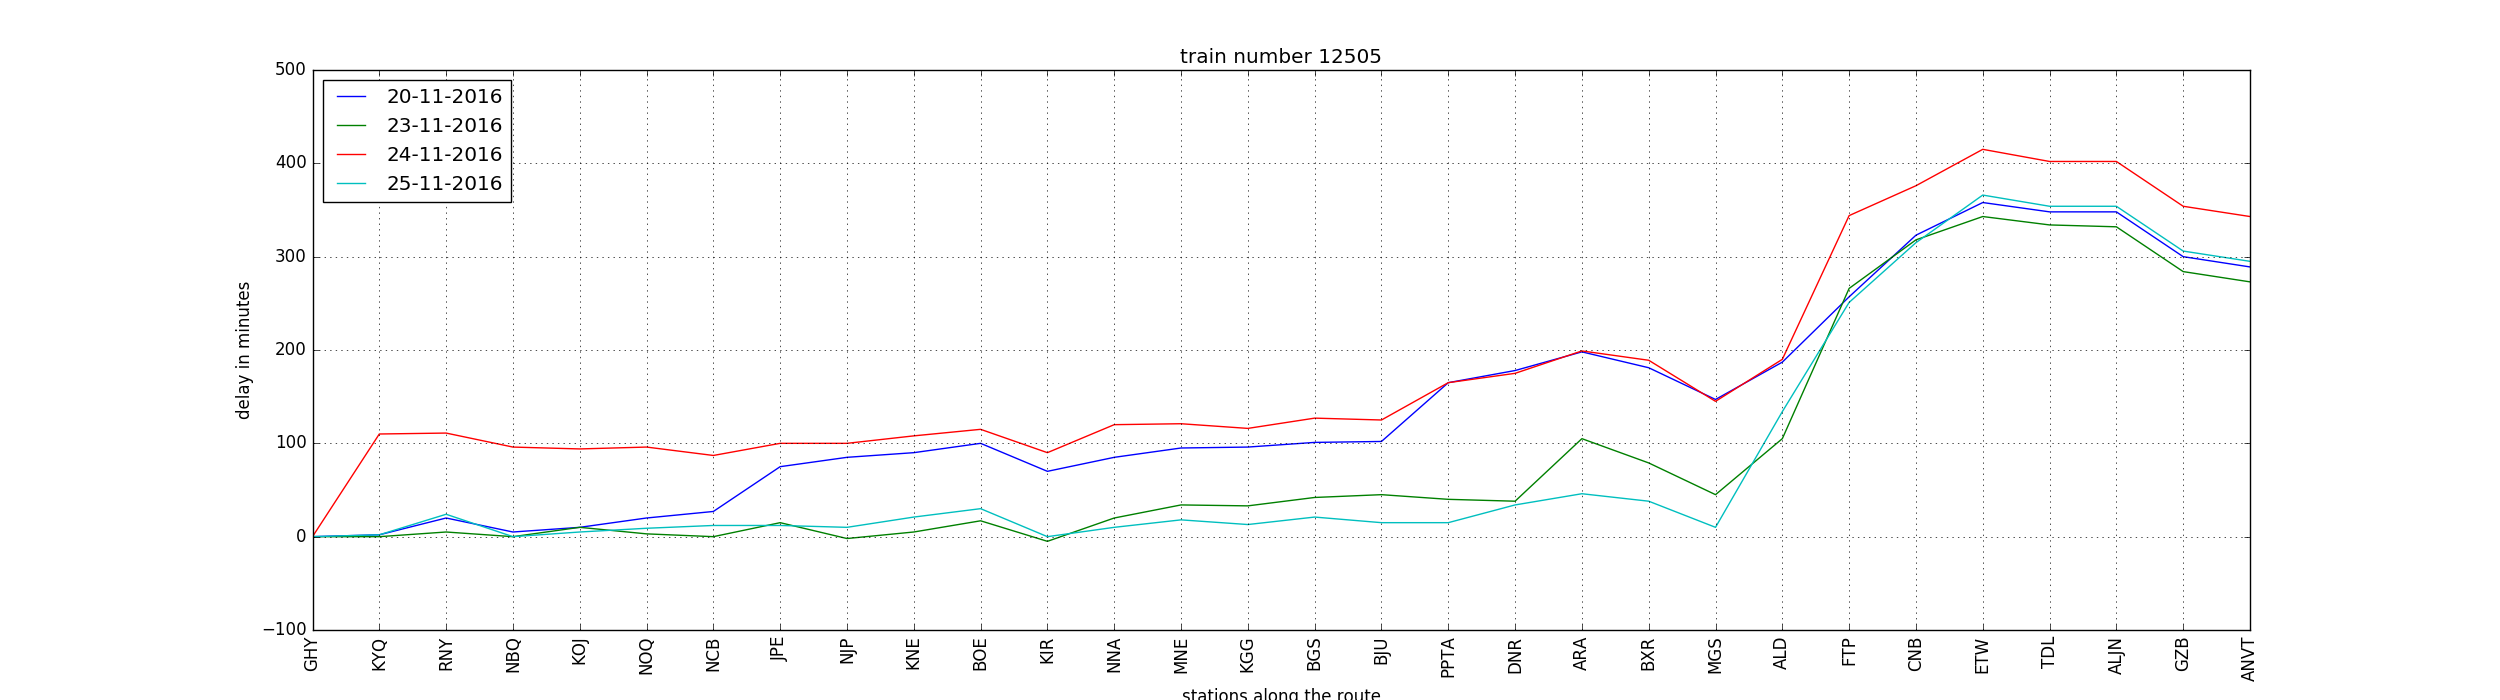 train number 12505
500
400
300
200
100
0
−100
delay in minutes
20-11-2016
23-11-2016
24-11-2016
25-11-2016
GHY
KYQ
RNY
NBQ
KOJ
NOQ
NCB
JPE
NJP
KNE
BOE
KIR
NNA
MNE
KGG
BGS
BJU
PPTA
DNR
ARA
BXR
MGS
ALD
FTP
CNB
ETW
TDL
ALJN
GZB
ANVT
stations along the route